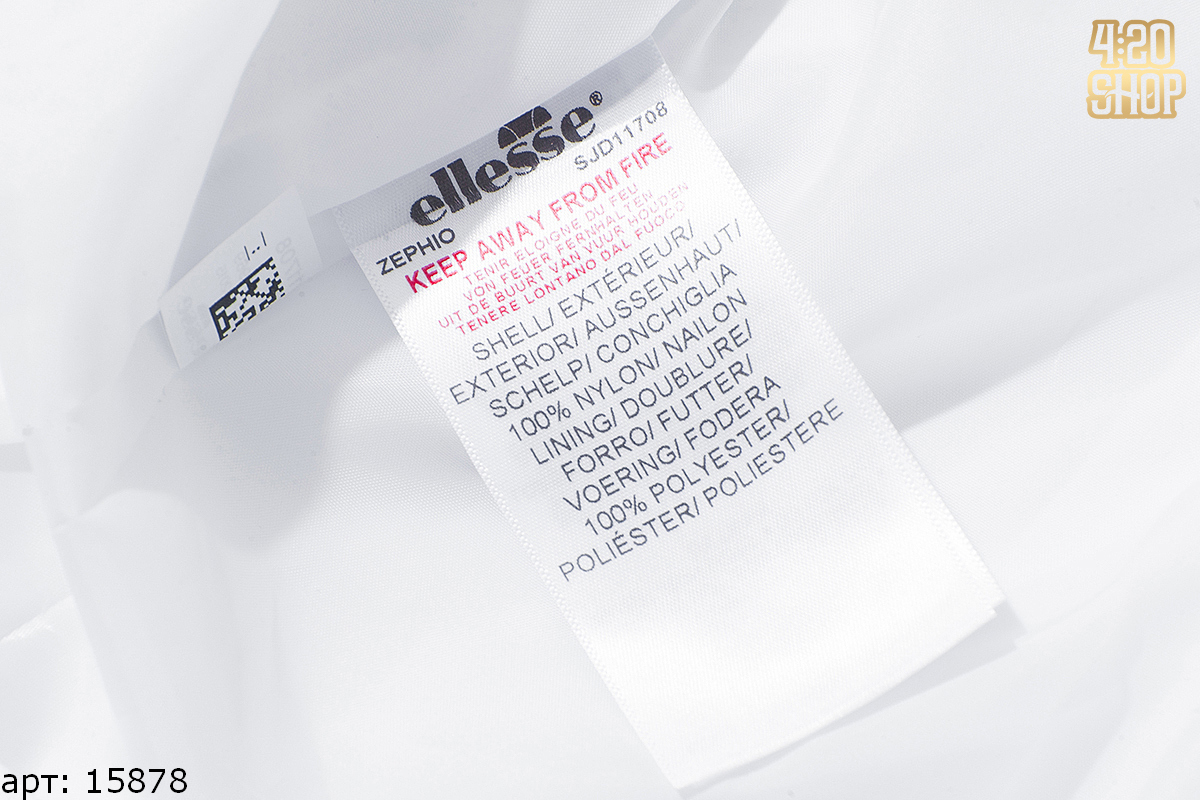 4:20
SHOP
ellesse®
ZEPHIO
SJD11708
KEEP AWAY FROM FIRE
TENIR ELOIGNE DU FEU
VON FEUER FERNHALTEN
UIT DE BUURT VAN VUUR HOUDEN
TENERE LONTANO DAL FUOCO
SHELL/ EXTÉRIEUR/
EXTERIOR/ AUSSENHAUT/
SCHELP/ CONCHIGLIA
100% NYLON/ NAILON
LINING/ DOUBLURE/
FORRO/ FUTTER/
VOERING/ FODERA
100% POLYESTER/
POLIÉSTER/ POLIESTERE
арт: 15878